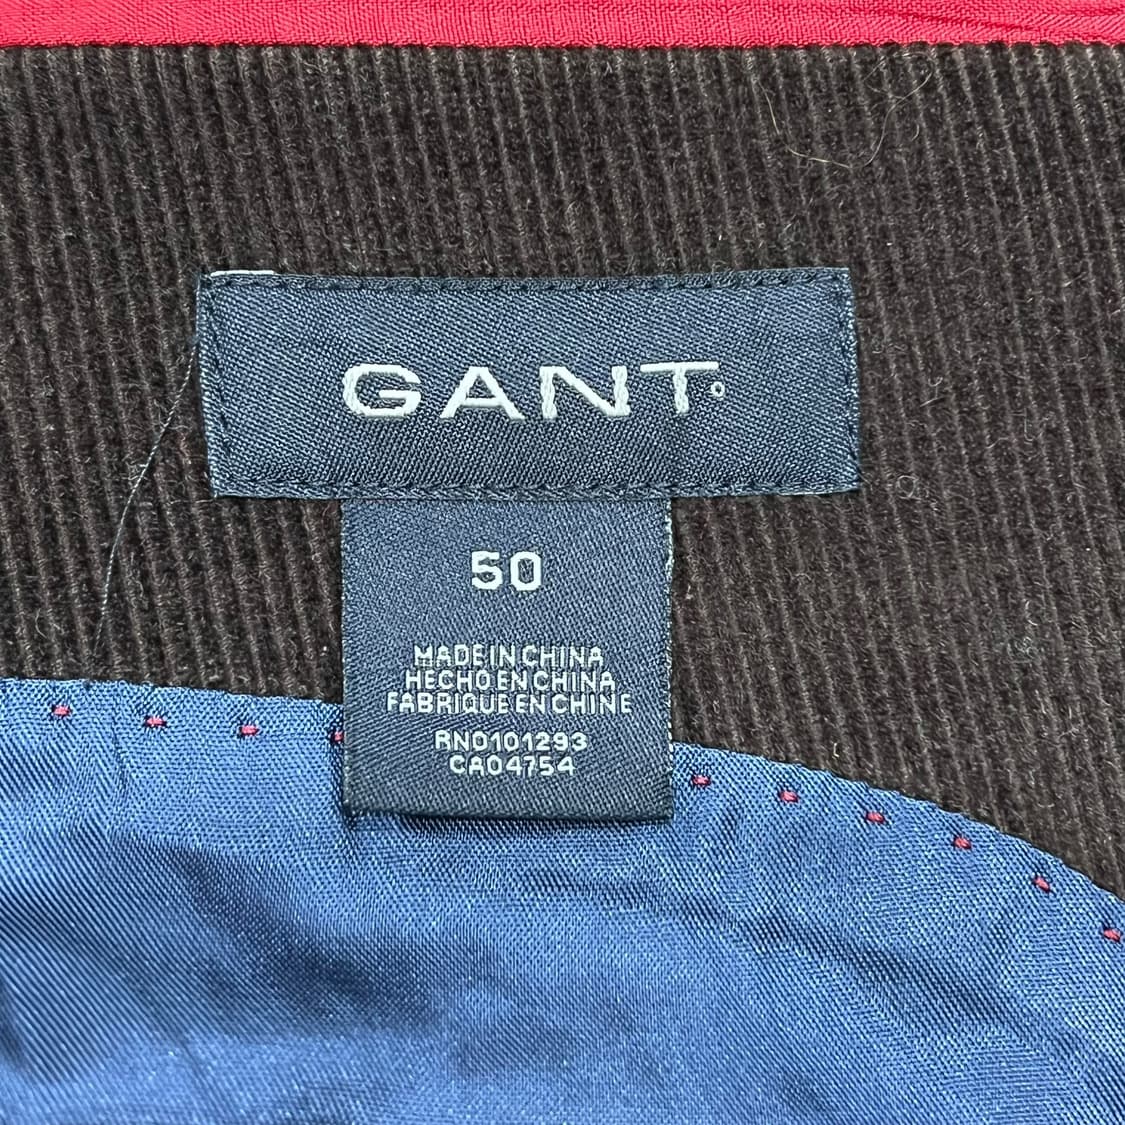 GANT
50
MADE IN CHINA
HECHO EN CHINA
FABRIQUE EN CHINE
RN0101293
CA04754